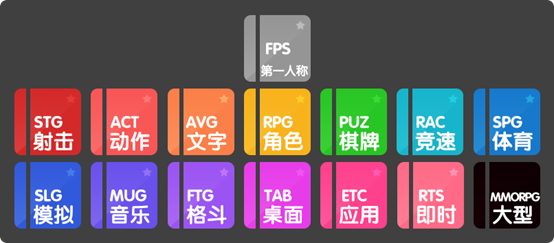 FPS
第一人称
STG
射击
ACT
动作
AVG
文字
RPG
角色
PUZ
棋牌
RAC
竞速
SPG
体育
SLG
模拟
MUG
音乐
FTG
格斗
TAB
桌面
ETC
应用
RTS
即时
MMORPG
大型